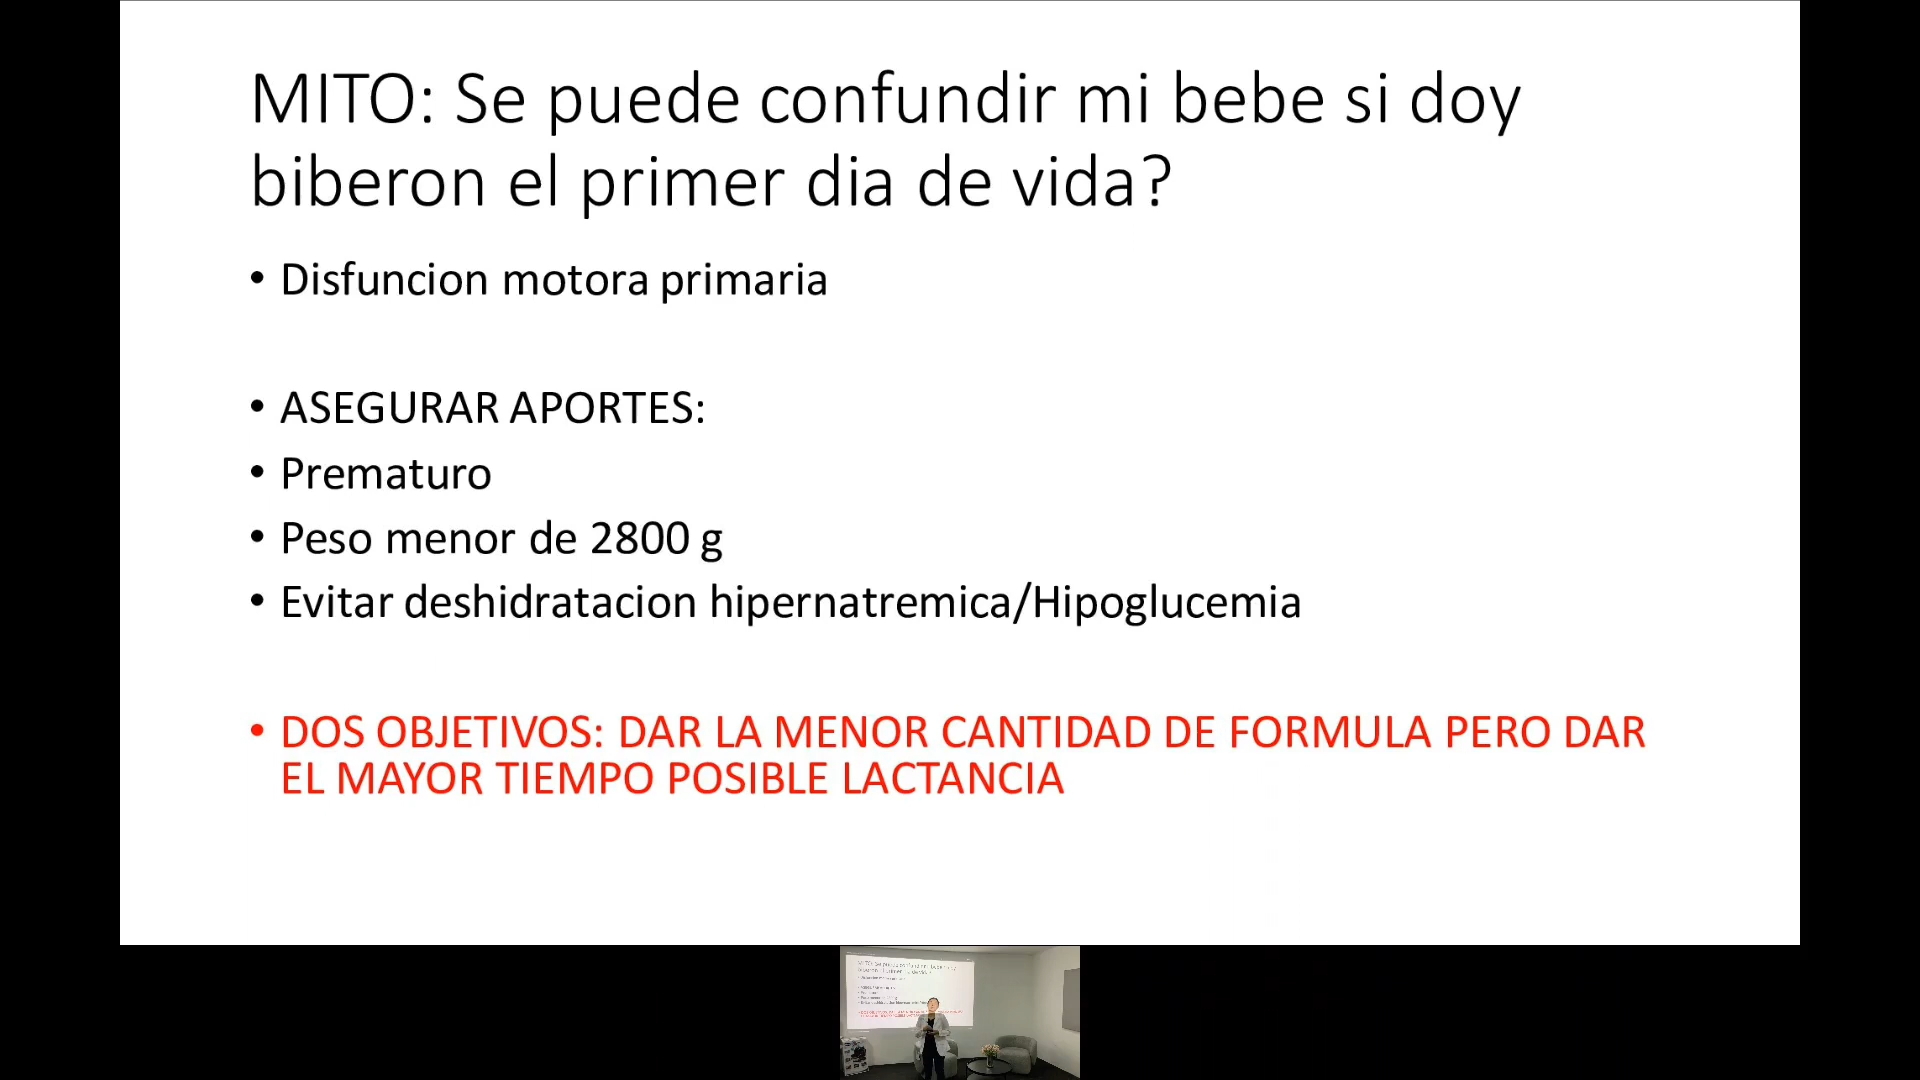 MITO: Se puede confundir mi bebe si doy
biberon el primer dia de vida?
• Disfuncion motora primaria
• ASEGURAR APORTES:
• Prematuro
• Peso menor de 2800 g
• Evitar deshidratacion hipernatremica/Hipoglucemia
• DOS OBJETIVOS: DAR LA MENOR CANTIDAD DE FORMULA PERO DAR
EL MAYOR TIEMPO POSIBLE LACTANCIA